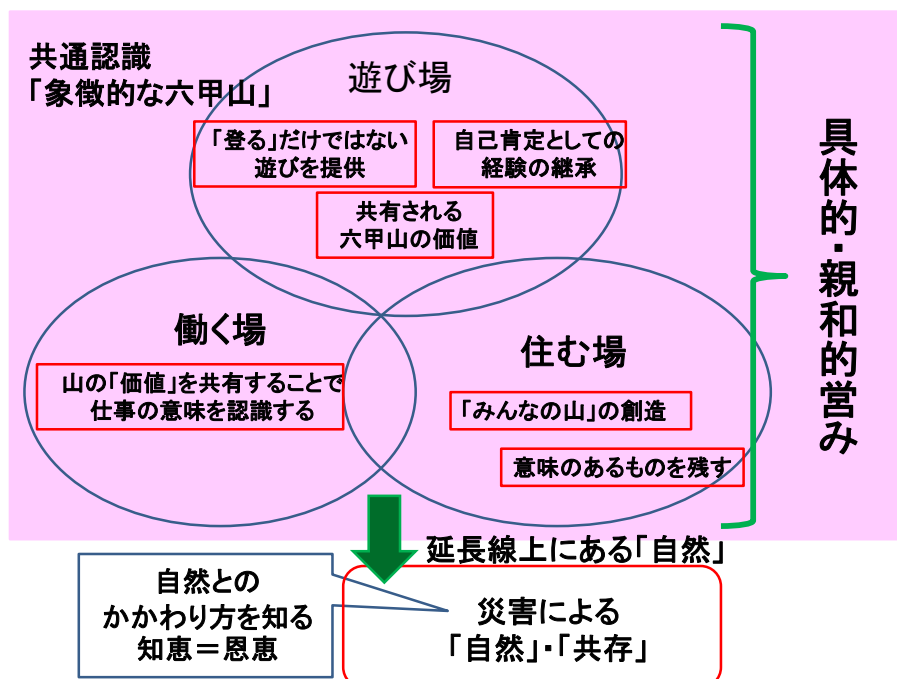 共通認識
「象徴的な六甲山」
遊び場
「登る」だけではない
遊びを提供
自己肯定としての
経験の継承
共有される
六甲山の価値
働く場
山の「価値」を共有することで
仕事の意味を認識する
住む場
「みんなの山」の創造
意味のあるものを残す
具体的・親和的営み
延長線上にある「自然」
自然との
かかわり方を知る
知恵＝恩恵
災害による
「自然」・「共存」